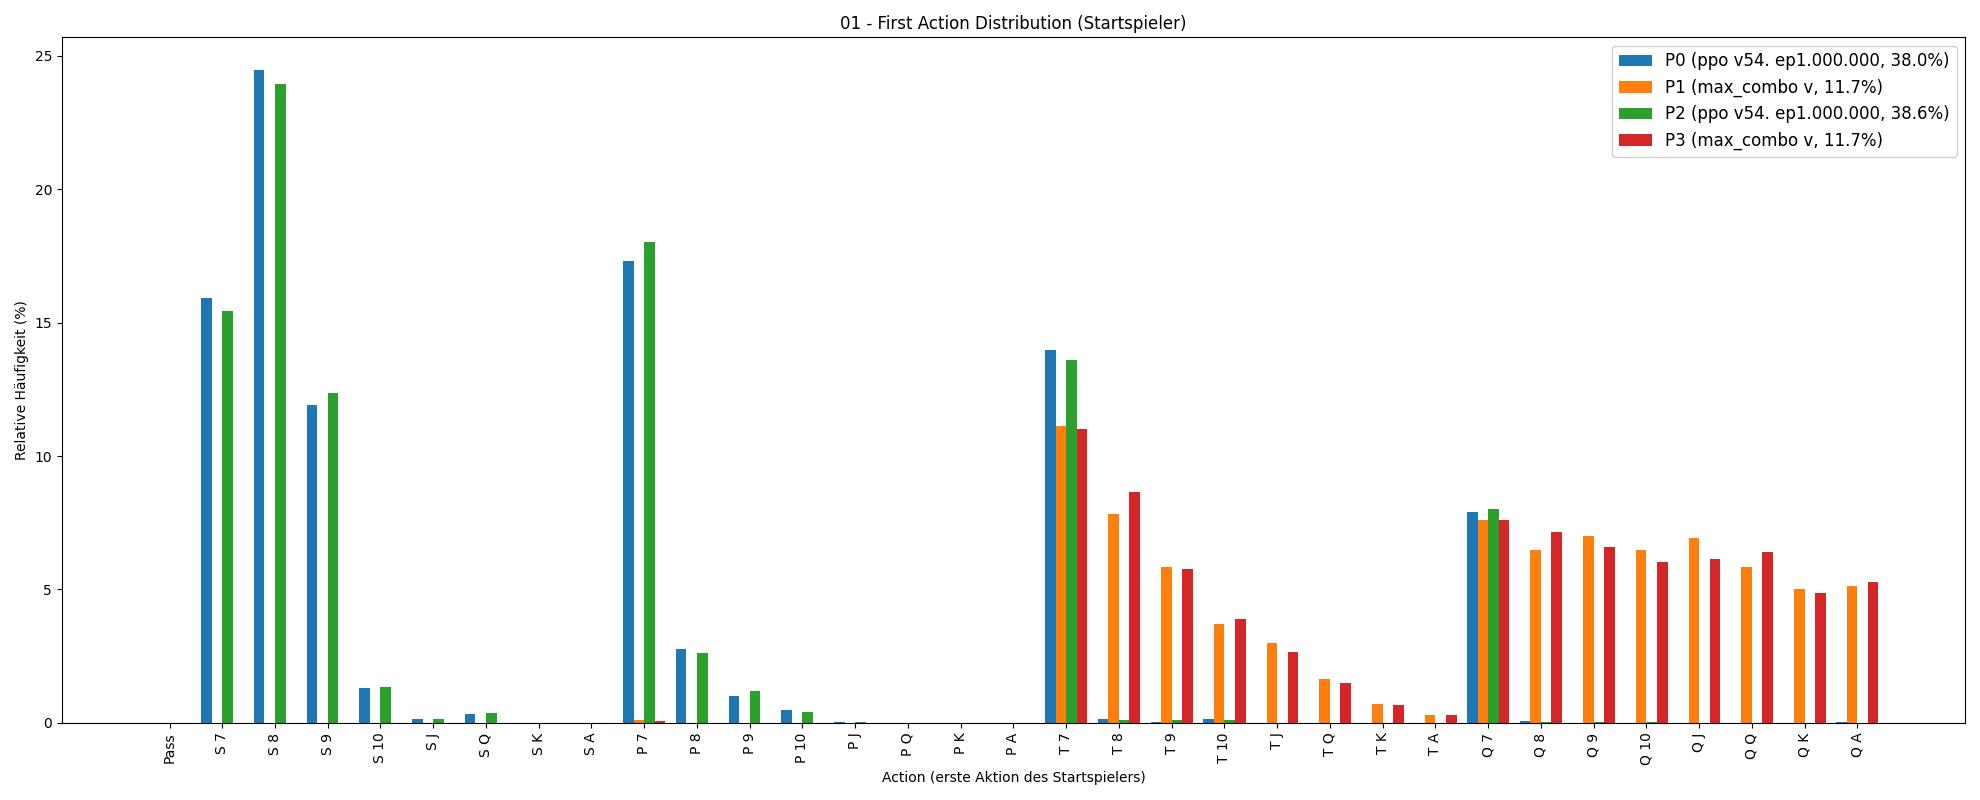 01 - First Action Distribution (Startspieler)
P0 (ppo v54. ep1.000.000, 38.0%)
P1 (max_combo v, 11.7%)
P2 (ppo v54. ep1.000.000, 38.6%)
P3 (max_combo v, 11.7%)
Relative Häufigkeit (%)
25
20
15
10
5
0
Pass
S 7
S 8
S 9
S 10
S J
S Q
S K
S A
P 7
P 8
P 9
P 10
P J
P Q
P K
P A
T 7
T 8
T 9
T 10
T J
T Q
T K
T A
Q 7
Q 8
Q 9
Q 10
Q J
Q Q
Q K
Q A
Action (erste Aktion des Startspielers)